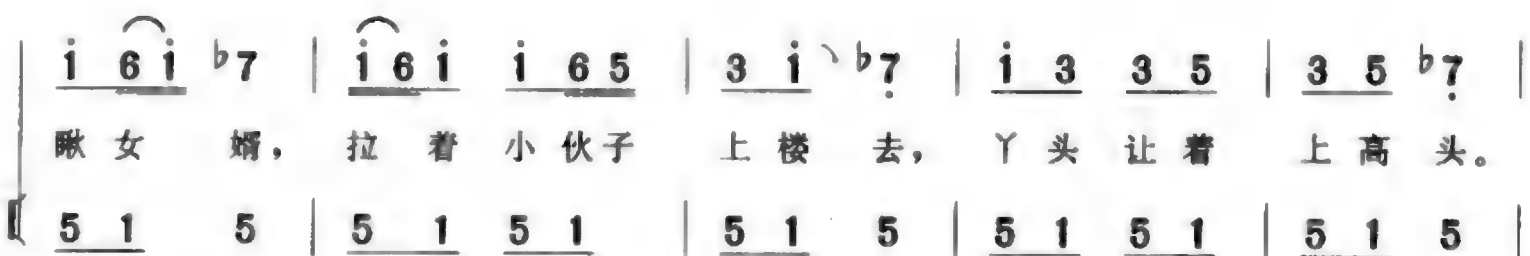 i 6 i ♭7 | i 6 i i 6 5 | 3 i ♭7 | i 3 3 5 | 3 5 ♭7 |
瞅女婿，拉着小伙子上楼去，丫头让着上高头。
5 1 5 | 5 1 5 1 | 5 1 5 | 5 1 5 1 | 5 1 5 |